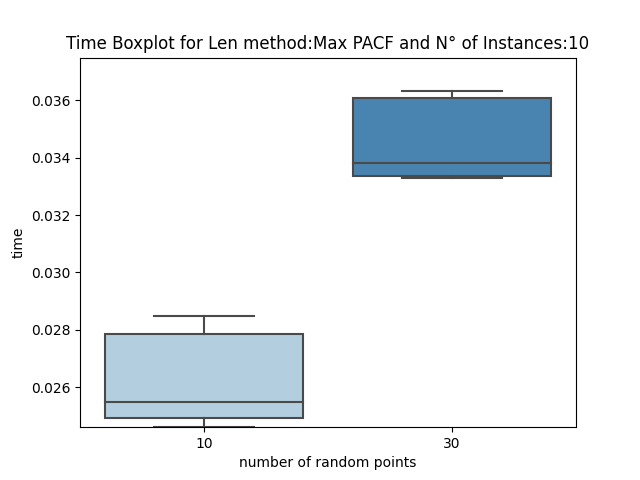 Time Boxplot for Len method:Max PACF and N° of Instances:10
0.036
0.034
0.032
0.030
0.028
0.026
time
10
30
number of random points